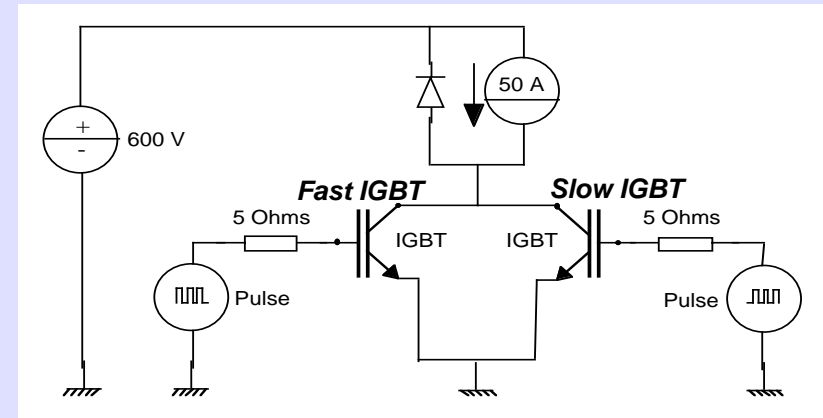 50 A
+
-
600 V
Fast IGBT
Slow IGBT
5 Ohms
5 Ohms
IGBT
IGBT
Pulse
Pulse